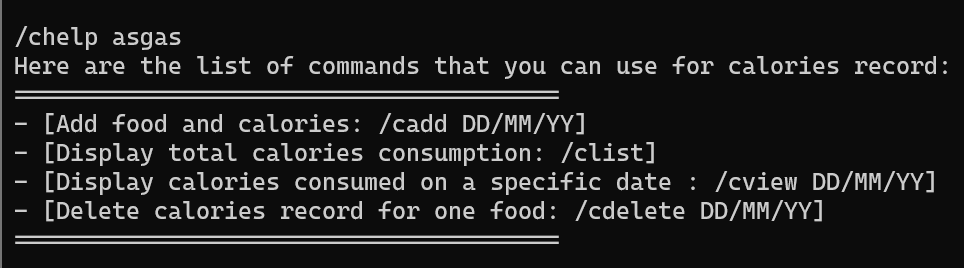 /chelp asgas
Here are the list of commands that you can use for calories record:
═══════════════════════════════════════
- [Add food and calories: /cadd DD/MM/YY]
- [Display total calories consumption: /clist]
- [Display calories consumed on a specific date : /cview DD/MM/YY]
- [Delete calories record for one food: /cdelete DD/MM/YY]
═══════════════════════════════════════